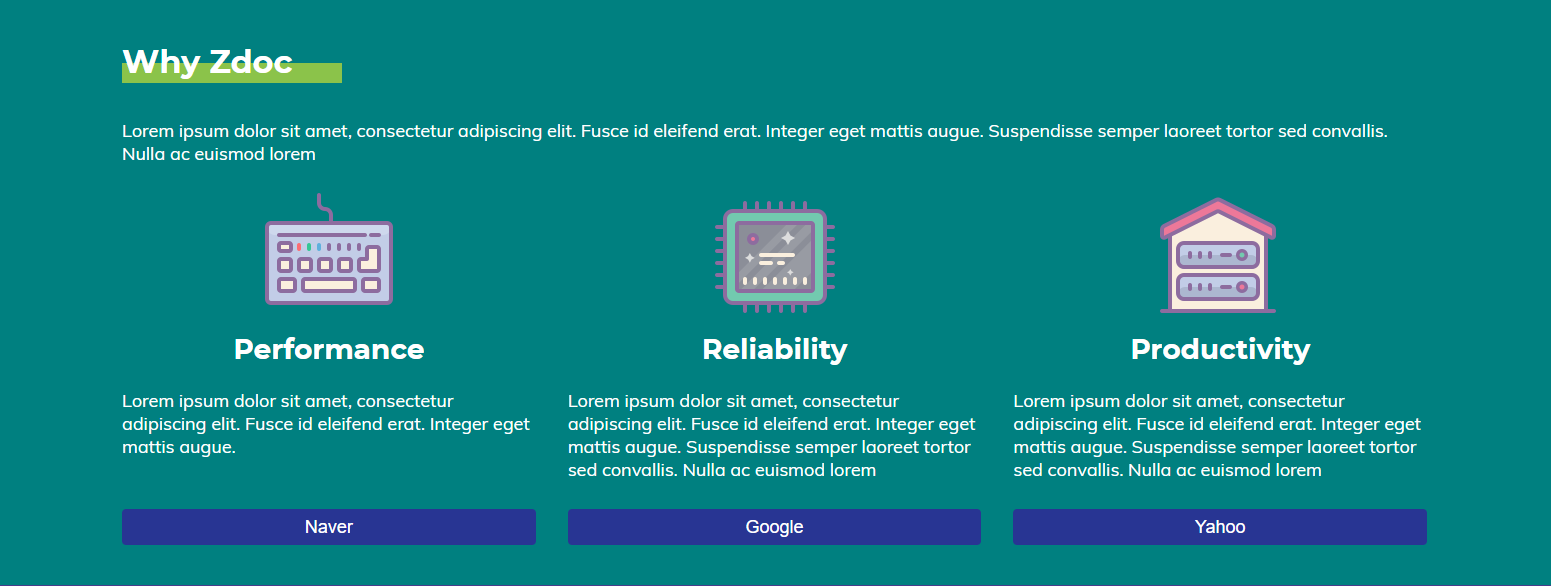 Why Zdoc
Lorem ipsum dolor sit amet, consectetur adipiscing elit. Fusce id eleifend erat. Integer eget mattis augue. Suspendisse semper laoreet tortor sed convallis.
Nulla ac euismod lorem
Performance
Lorem ipsum dolor sit amet, consectetur
adipiscing elit. Fusce id eleifend erat. Integer eget
mattis augue.
Naver
Reliability
Lorem ipsum dolor sit amet, consectetur
adipiscing elit. Fusce id eleifend erat. Integer eget
mattis augue. Suspendisse semper laoreet tortor
sed convallis. Nulla ac euismod lorem
Google
Productivity
Lorem ipsum dolor sit amet, consectetur
adipiscing elit. Fusce id eleifend erat. Integer eget
mattis augue. Suspendisse semper laoreet tortor
sed convallis. Nulla ac euismod lorem
Yahoo